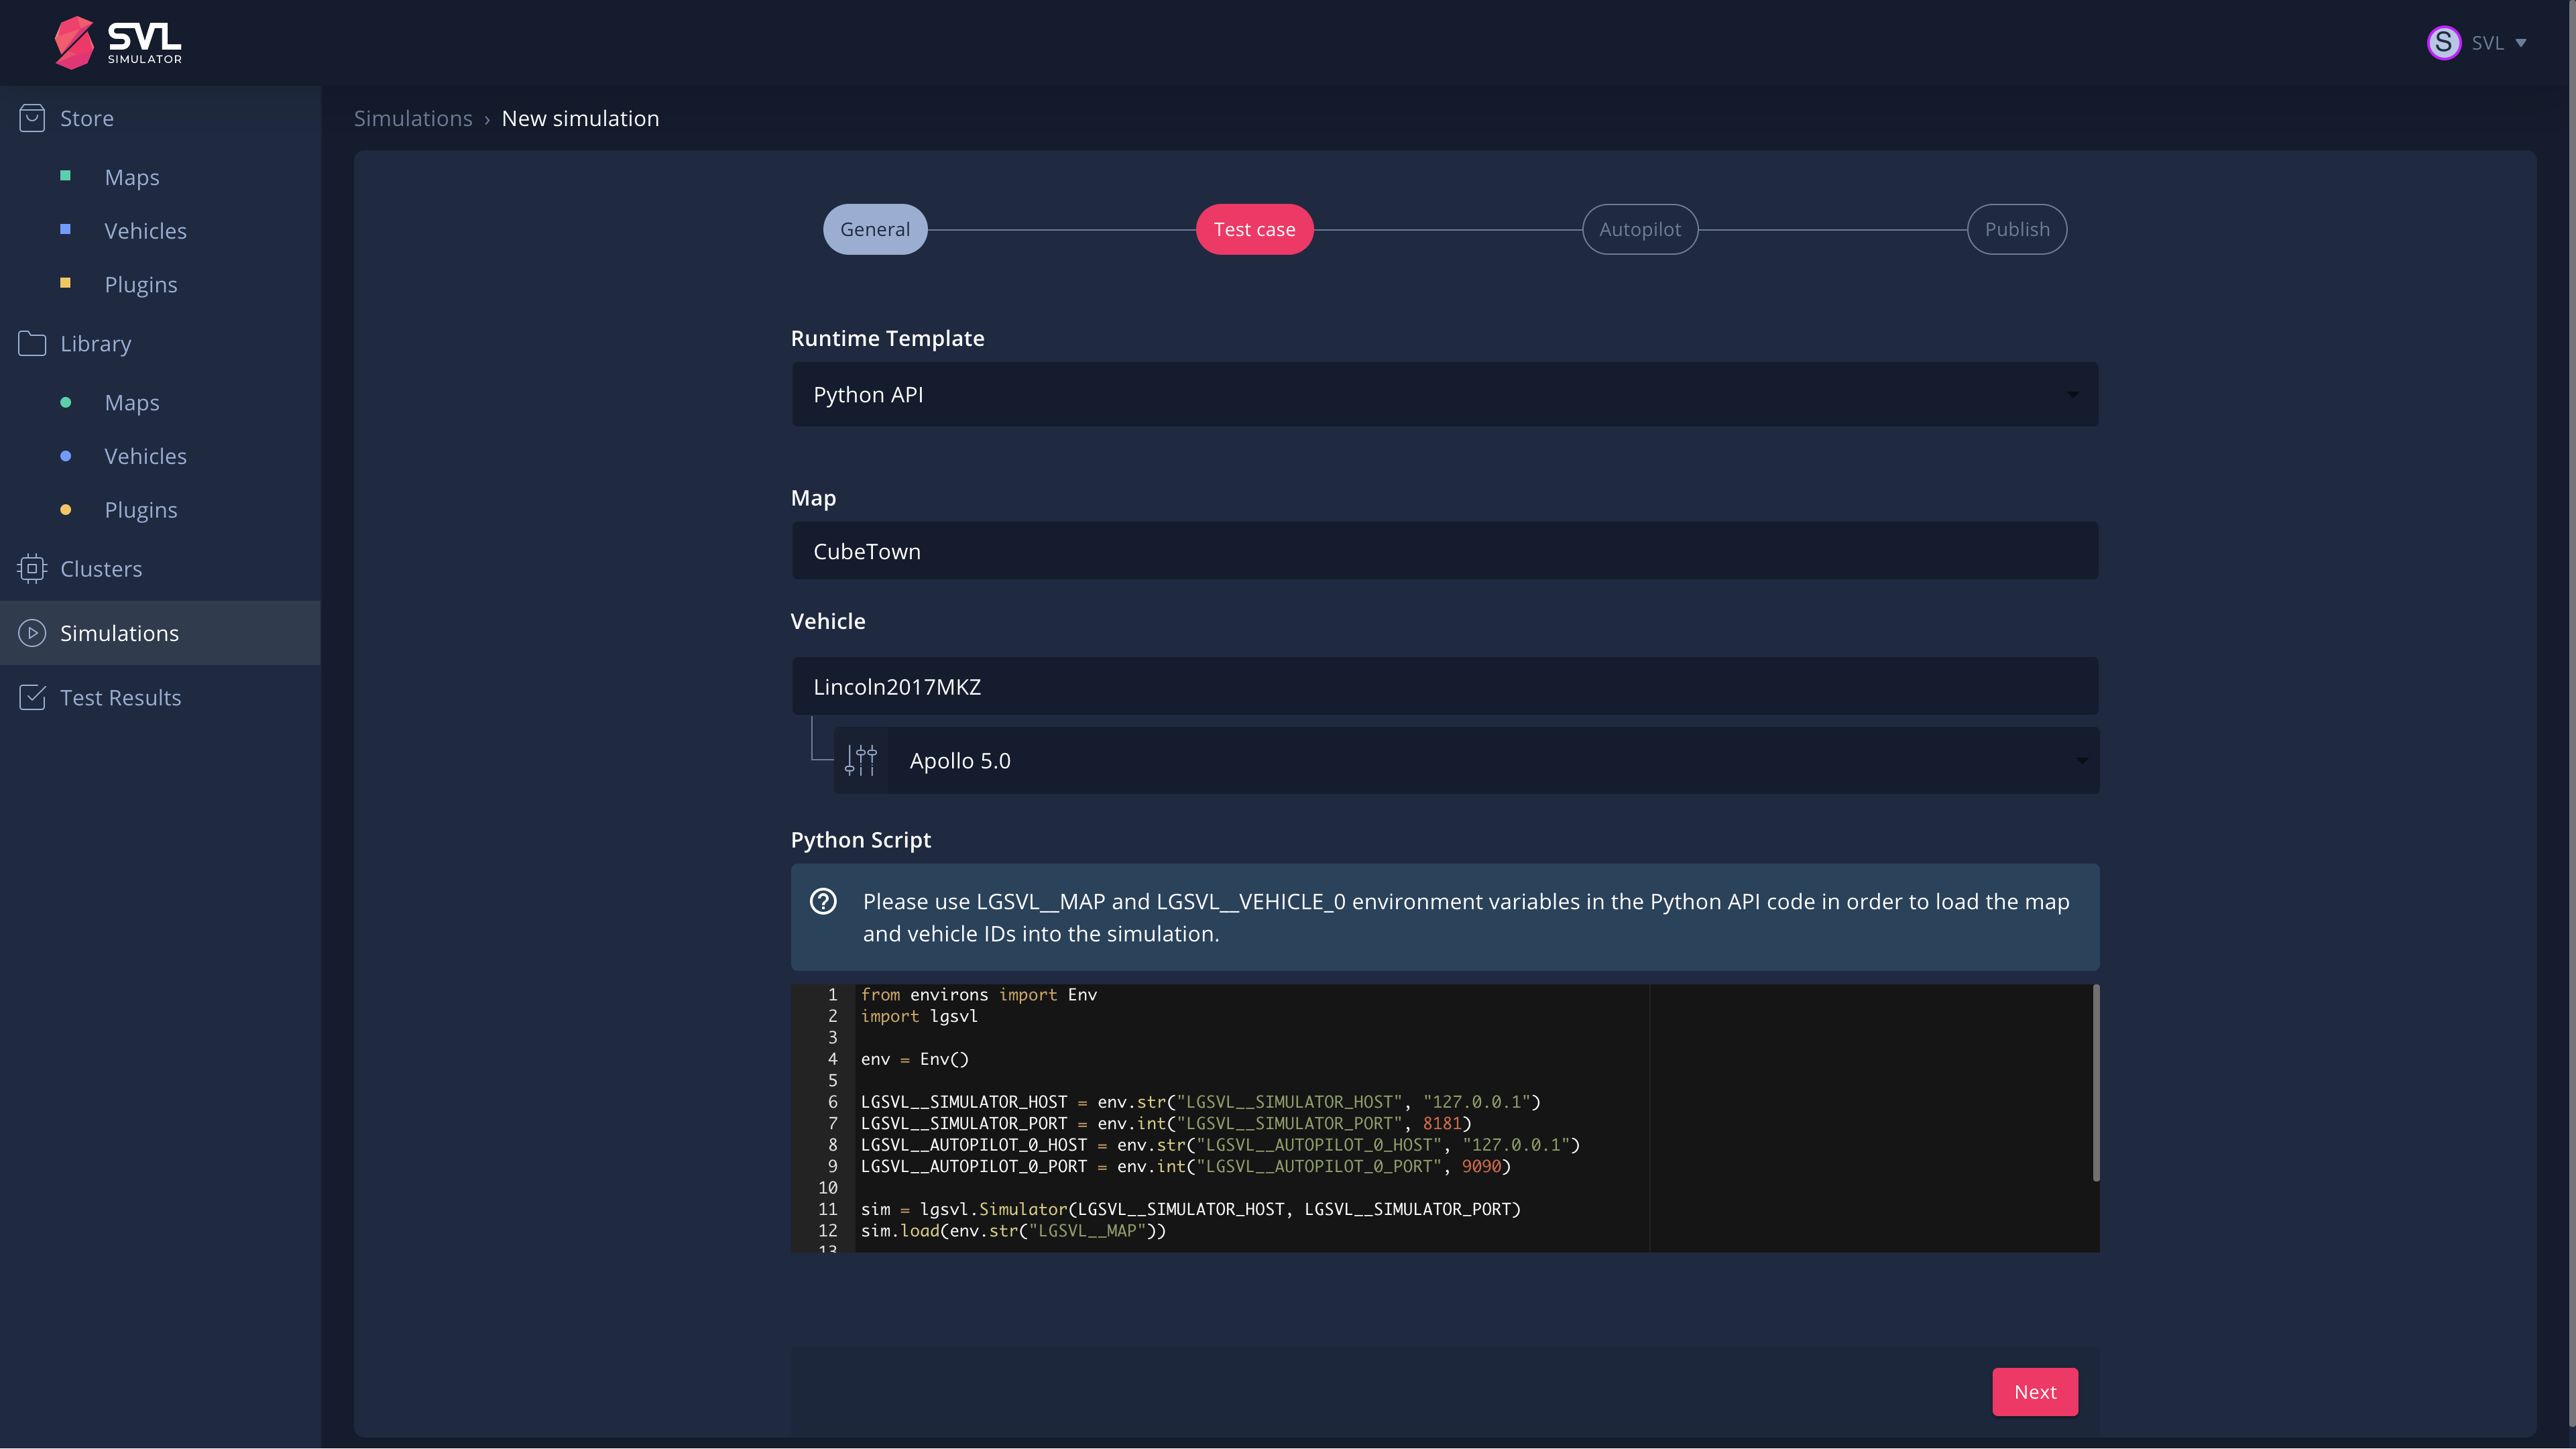 SVL
SIMULATOR
S SVL
Store
Maps
Vehicles
Plugins
Library
Maps
Vehicles
Plugins
Clusters
Simulations
Test Results
Simulations › New simulation
General
Test case
Autopilot
Publish
Runtime Template
Python API
Map
CubeTown
Vehicle
Lincoln2017MKZ
Apollo 5.0
Python Script
Please use LGSVL__MAP and LGSVL__VEHICLE_0 environment variables in the Python API code in order to load the map
and vehicle IDs into the simulation.
1 from environs import Env
2 import lgsvl
3
4 env = Env()
5
6 LGSVL__SIMULATOR_HOST = env.str("LGSVL__SIMULATOR_HOST", "127.0.0.1")
7 LGSVL__SIMULATOR_PORT = env.int("LGSVL__SIMULATOR_PORT", 8181)
8 LGSVL__AUTOPILOT_0_HOST = env.str("LGSVL__AUTOPILOT_0_HOST", "127.0.0.1")
9 LGSVL__AUTOPILOT_0_PORT = env.int("LGSVL__AUTOPILOT_0_PORT", 9090)
10
11 sim = lgsvl.Simulator(LGSVL__SIMULATOR_HOST, LGSVL__SIMULATOR_PORT)
12 sim.load(env.str("LGSVL__MAP"))
13
Next